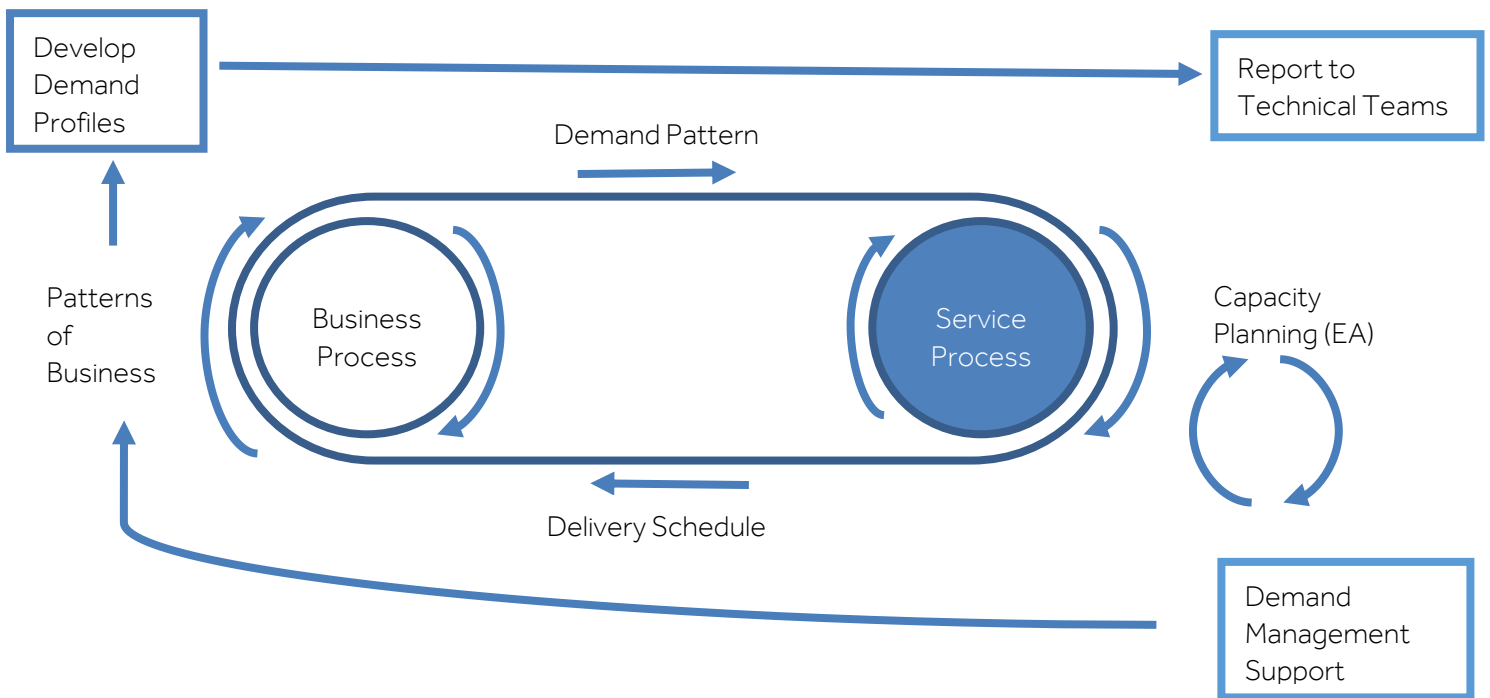 Develop
Demand
Profiles
Report to
Technical Teams
Demand Pattern
Patterns
of
Business
Business
Process
Service
Process
Capacity
Planning (EA)
Delivery Schedule
Demand
Management
Support